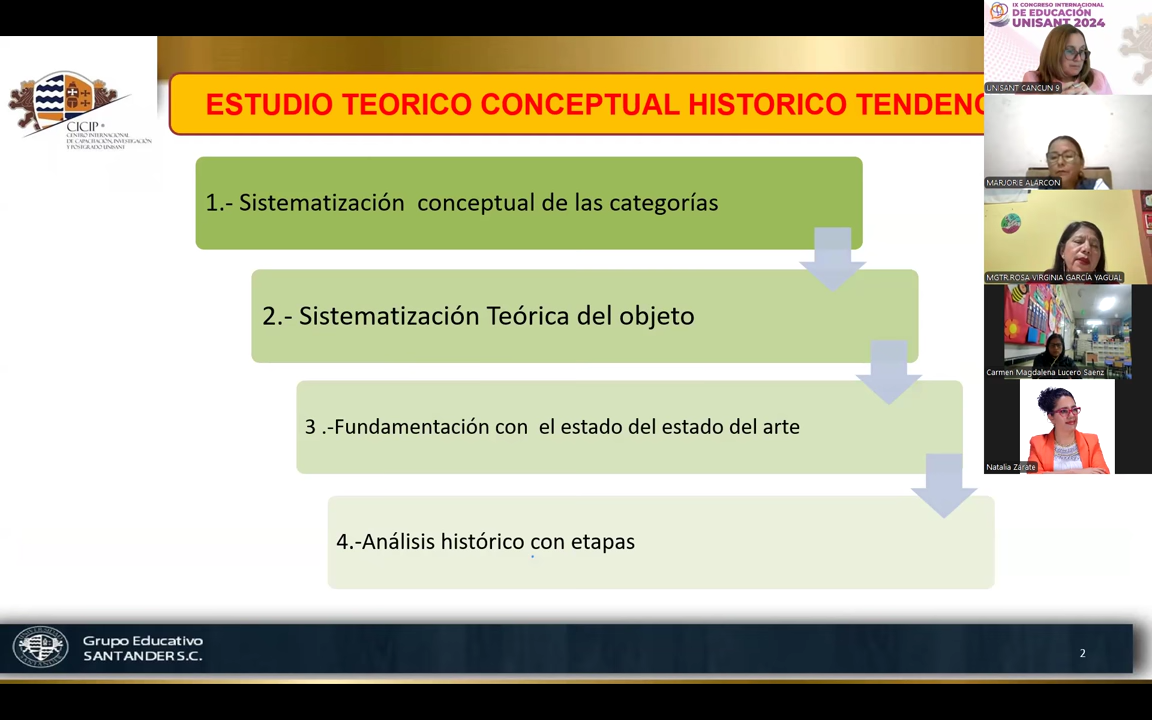 IX CONGRESO INTERNACIONAL
DE EDUCACIÓN
UNISANT 2024
UNISANT CANCUN 9
CICIP ®
CENTRO INTERNACIONAL
DE CAPACITACIÓN, INVESTIGACIÓN
Y POSTGRADO UNISANT
ESTUDIO TEORICO CONCEPTUAL HISTORICO TENDENC
1.- Sistematización conceptual de las categorías
2.- Sistematización Teórica del objeto
3 .-Fundamentación con el estado del estado del arte
4.-Análisis histórico con etapas
MARJORIE ALARCON
MGTR.ROSA VIRGINIA GARCÍA YAGUAL
Carmen Magdalena Lucero Saenz
Natalia Zárate
Grupo Educativo
SANTANDER S.C.
2